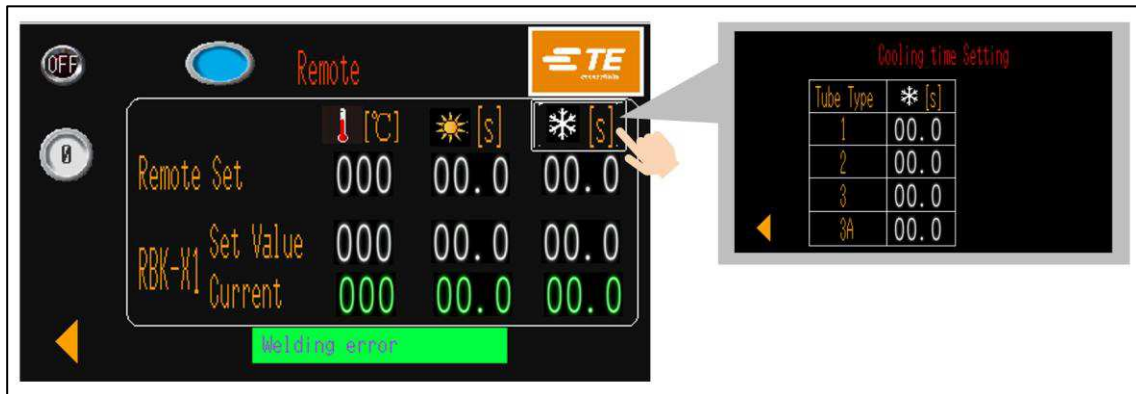 OFF
Remote
TE
[℃] [s] [s]
0
Remote Set 000 00.0 00.0
RBK-X1
Set Value 000 00.0 00.0
Current 000 00.0 00.0
Welding error
Cooling time Setting
Tube Type [s]
1 00.0
2 00.0
3 00.0
3A 00.0